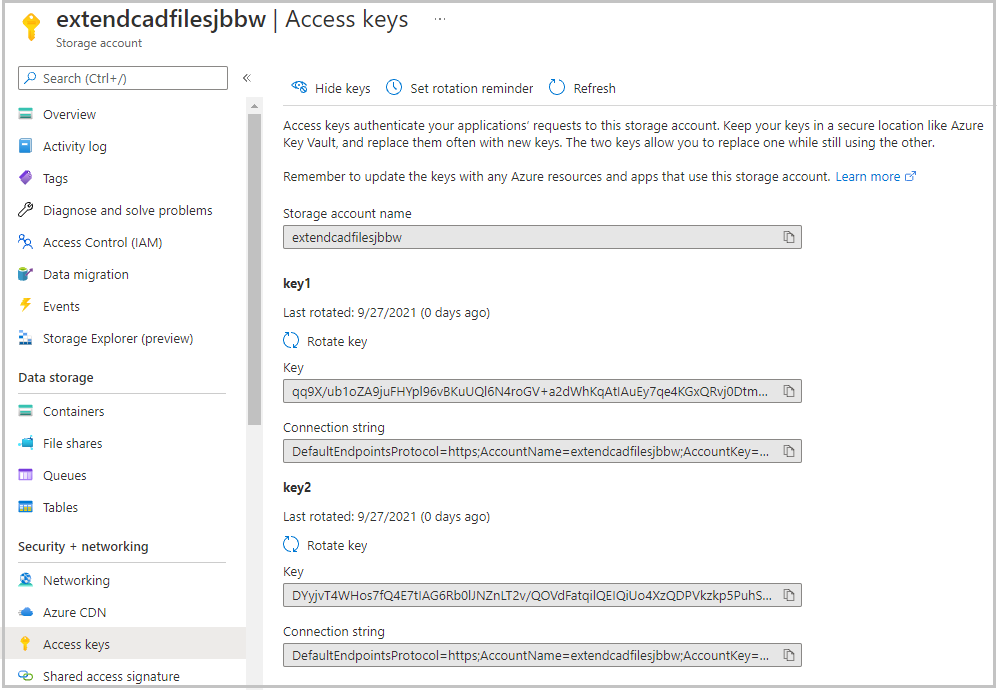 extendcadfilesjbbw | Access keys ...
Storage account
Search (Ctrl+/)
«
Overview
Activity log
Tags
Diagnose and solve problems
Access Control (IAM)
Data migration
Events
Storage Explorer (preview)
Data storage
Containers
File shares
Queues
Tables
Security + networking
Networking
Azure CDN
Access keys
Shared access signature
Hide keys Set rotation reminder Refresh
Access keys authenticate your applications' requests to this storage account. Keep your keys in a secure location like Azure
Key Vault, and replace them often with new keys. The two keys allow you to replace one while still using the other.
Remember to update the keys with any Azure resources and apps that use this storage account. Learn more
Storage account name
extendcadfilesjbbw
key1
Last rotated: 9/27/2021 (0 days ago)
Rotate key
Key
qq9X/ub1oZA9juFHYpl96vBKuUQl6N4roGV+a2dWhKqAtIAuEy7qe4KGxQRvj0Dtm...
Connection string
DefaultEndpointsProtocol=https;AccountName=extendcadfilesjbbw;AccountKey=...
key2
Last rotated: 9/27/2021 (0 days ago)
Rotate key
Key
DYyjvT4WHos7fQ4E7tIAG6Rb0lJNZnLT2v/QOVdFatqilQEIQiUo4XzQDPVkzkp5PuhS...
Connection string
DefaultEndpointsProtocol=https;AccountName=extendcadfilesjbbw;AccountKey=...